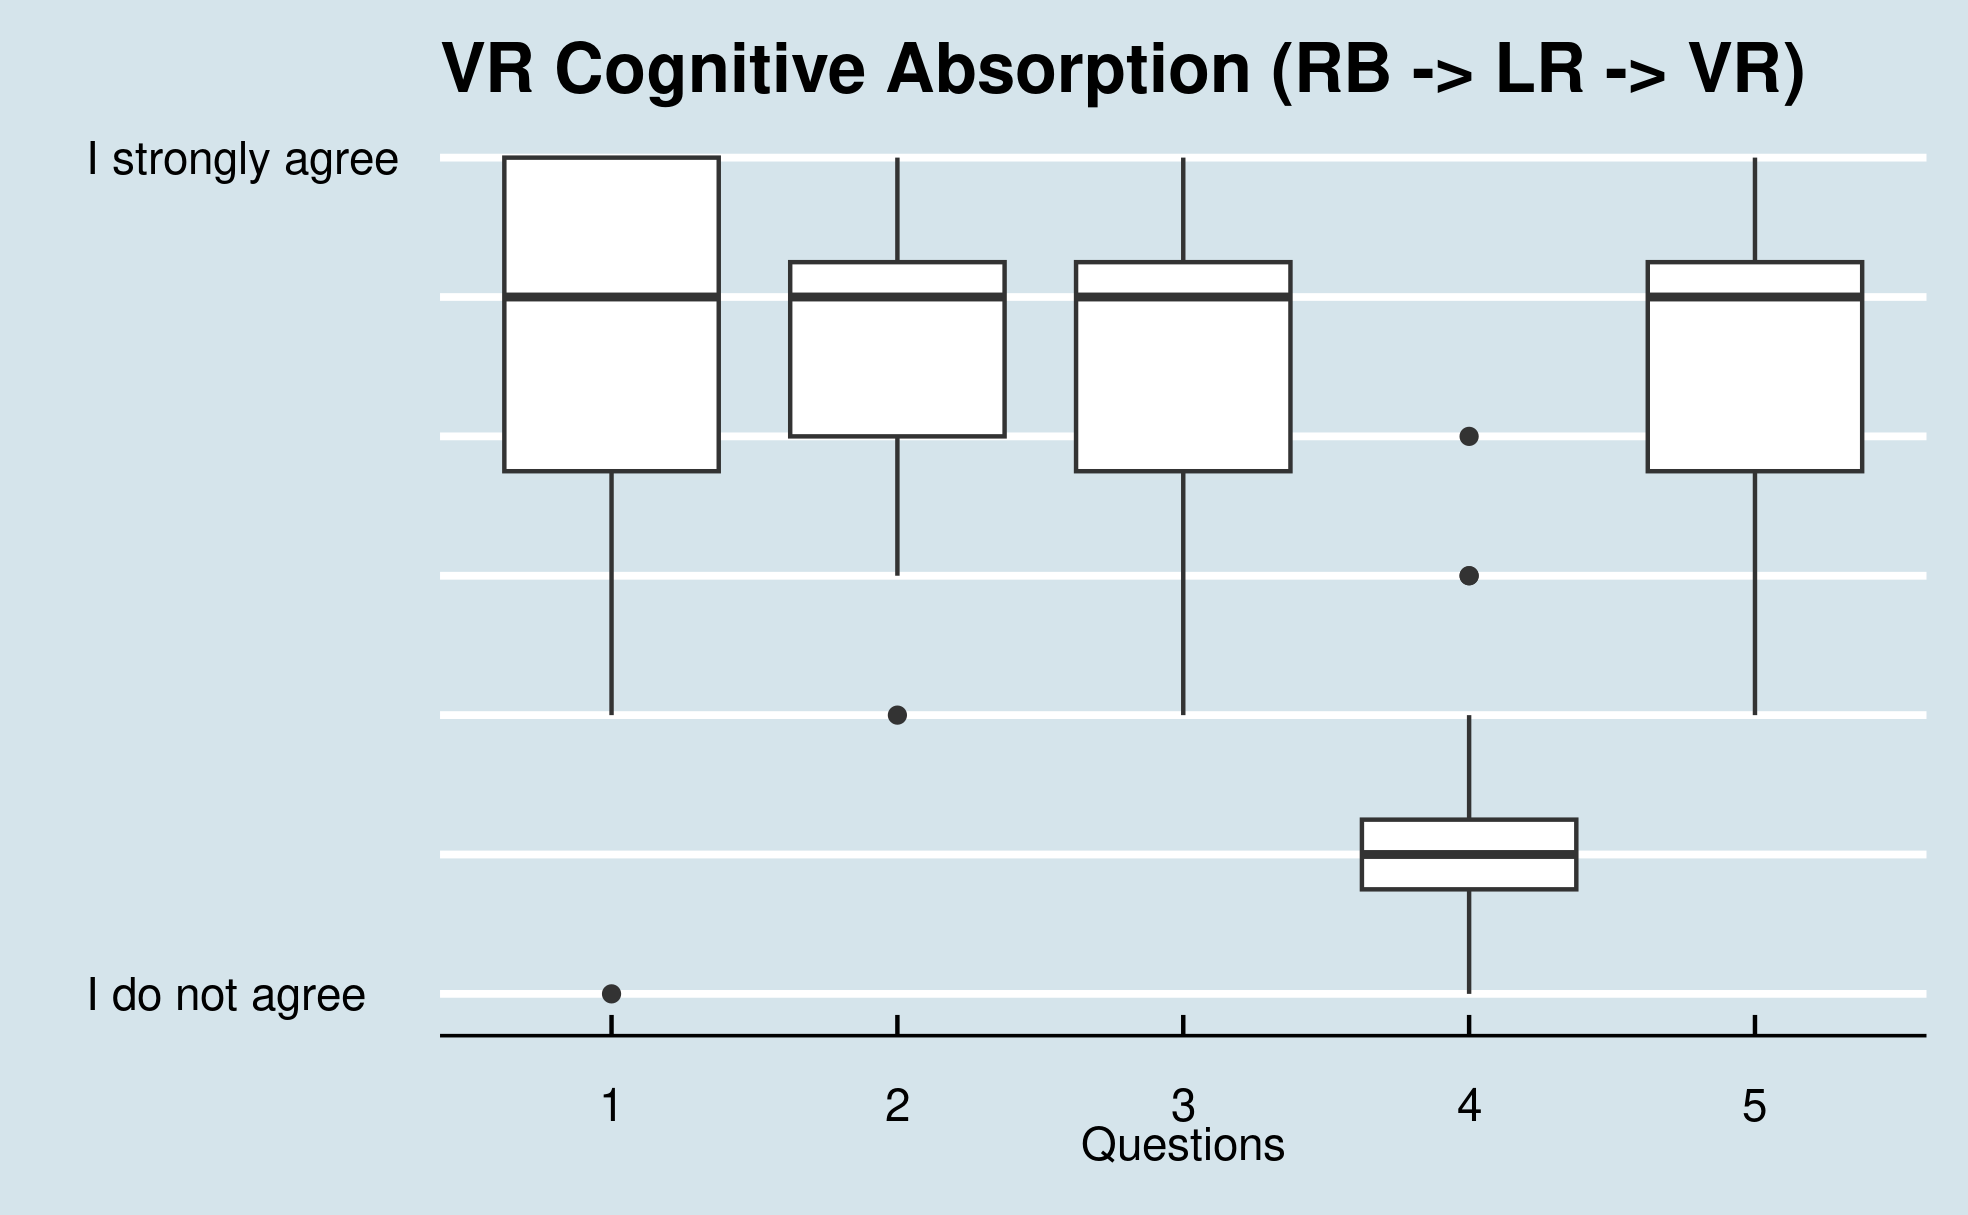 VR Cognitive Absorption (RB -> LR -> VR)
I strongly agree
I do not agree
1 2 3 4 5
Questions